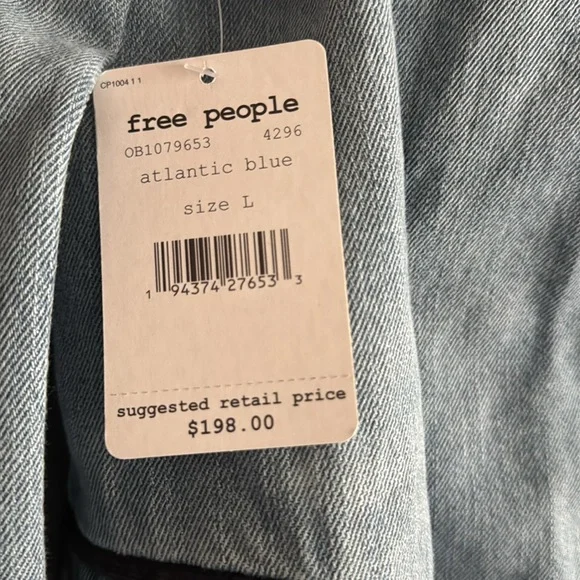 CP1004 1 1
free people
OB1079653 4296
atlantic blue
size L
1 94374 27653 3
suggested retail price
$198.00